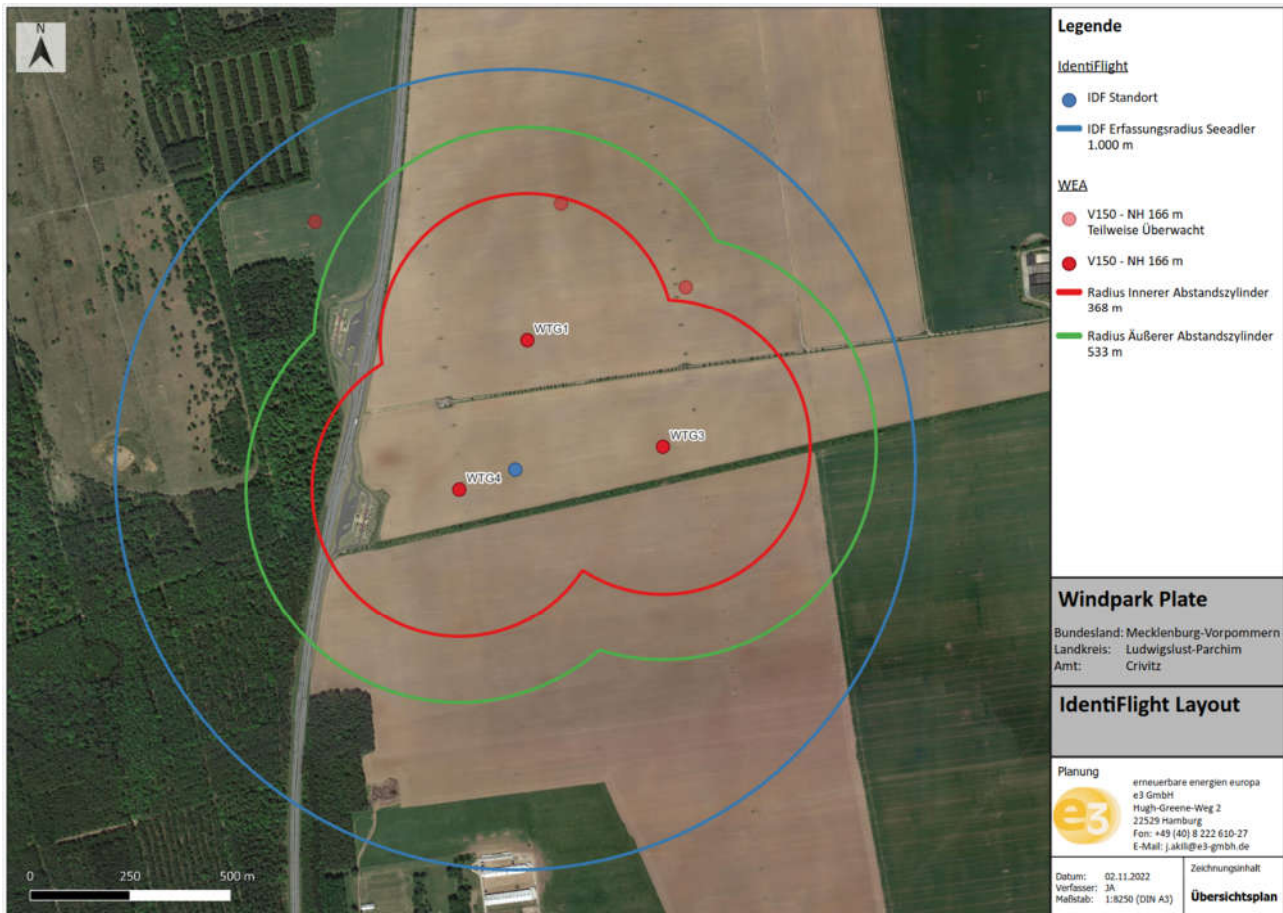 N
WTG1
WTG3
WTG4
0 250 500 m
Legende
IdentiFlight
IDF Standort
IDF Erfassungsradius Seeadler
1.000 m
WEA
V150 - NH 166 m
Teilweise Überwacht
V150 - NH 166 m
Radius Innerer Abstandszylinder
368 m
Radius Äußerer Abstandszylinder
533 m
Windpark Plate
Bundesland: Mecklenburg-Vorpommern
Landkreis: Ludwigslust-Parchim
Amt: Crivitz
IdentiFlight Layout
Planung
e3
erneuerbare energien europa
e3 GmbH
Hugh-Greene-Weg 2
22529 Hamburg
Fon: +49 (40) 8 222 610-27
E-Mail: j.akili@e3-gmbh.de
Datum: 02.11.2022
Verfasser: JA
Maßstab: 1:8250 (DIN A3)
Zeichnungsinhalt
Übersichtsplan